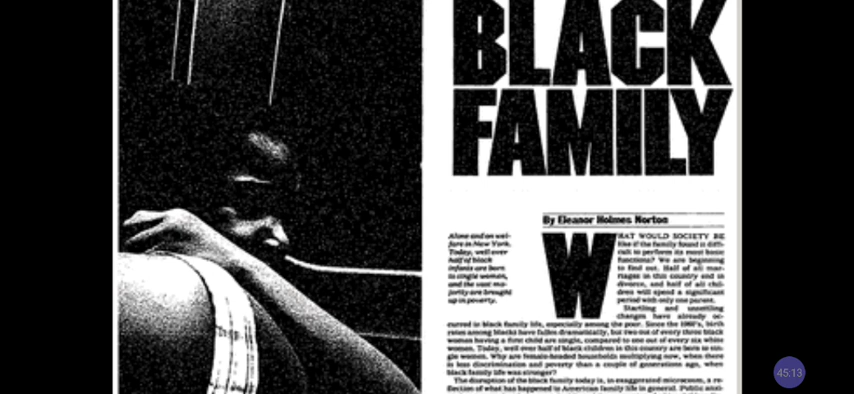 BLACK
FAMILY
By Eleanor Holmes Norton
Alone and on wel-
fare in New York.
Today, well over
half of black
infants are born
to single women,
and the vast ma-
jority are brought
up in poverty.
WHAT WOULD SOCIETY BE
like if the family found it diffi-
cult to perform its most basic
functions? We are beginning
to find out. Half of all mar-
riages in this country end in
divorce, and half of all chil-
dren will spend a significant
period with only one parent.
Startling and unsettling
changes have already oc-
curred in black family life, especially among the poor. Since the 1960's, birth
rates among blacks have fallen dramatically, but two out of every three black
women having a first child are single, compared to one out of every six white
women. Today, well over half of black children in this country are born to sin-
gle women. Why are female-headed households multiplying now, when there
is less discrimination and poverty than a couple of generations ago, when
black family life was stronger?
The disruption of the black family today is, in exaggerated microcosm, a re-
flection of what has happened to American family life in general. Public anxi-
45:13